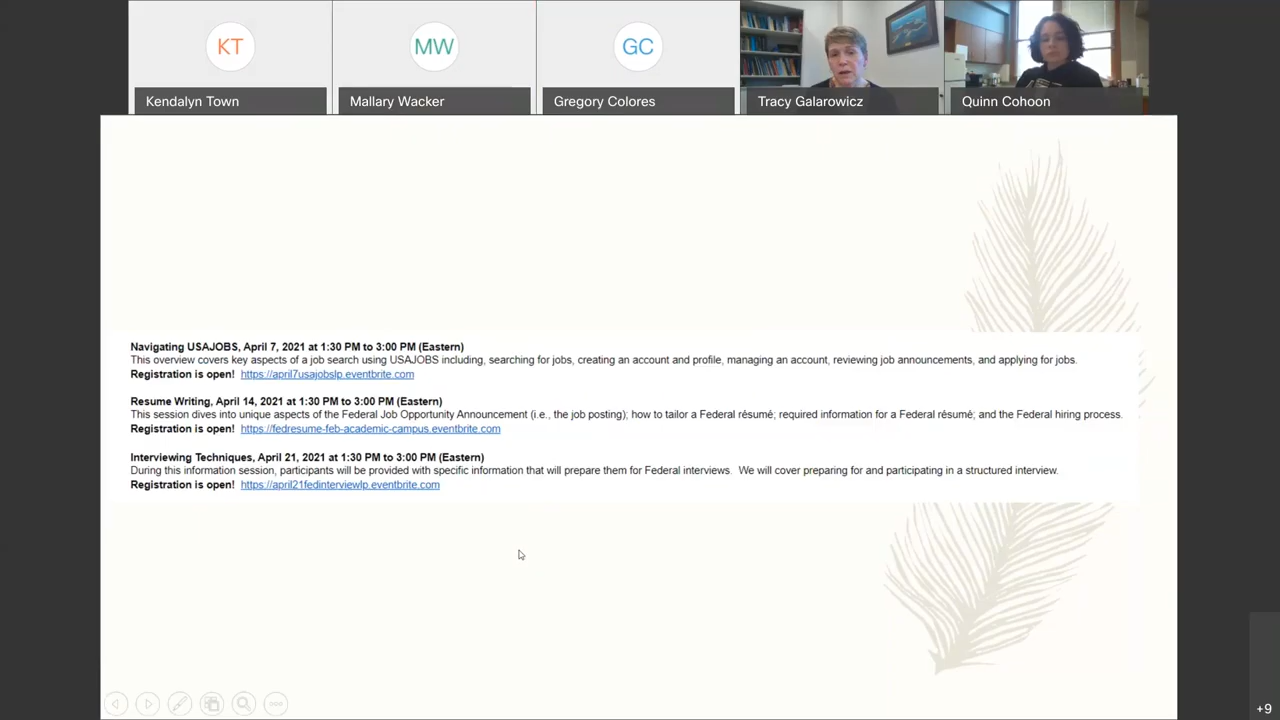 KT
MW
GC
Kendalyn Town
Mallary Wacker
Gregory Colores
Tracy Galarowicz
Quinn Cohoon
Navigating USAJOBS, April 7, 2021 at 1:30 PM to 3:00 PM (Eastern)
This overview covers key aspects of a job search using USAJOBS including, searching for jobs, creating an account and profile, managing an account, reviewing job announcements, and applying for jobs.
Registration is open! https://april7usajobslp.eventbrite.com
Resume Writing, April 14, 2021 at 1:30 PM to 3:00 PM (Eastern)
This session dives into unique aspects of the Federal Job Opportunity Announcement (i.e., the job posting); how to tailor a Federal résumé; required information for a Federal résumé; and the Federal hiring process.
Registration is open! https://fedresume-feb-academic-campus.eventbrite.com
Interviewing Techniques, April 21, 2021 at 1:30 PM to 3:00 PM (Eastern)
During this information session, participants will be provided with specific information that will prepare them for Federal interviews. We will cover preparing for and participating in a structured interview.
Registration is open! https://april21fedinterviewlp.eventbrite.com
+9